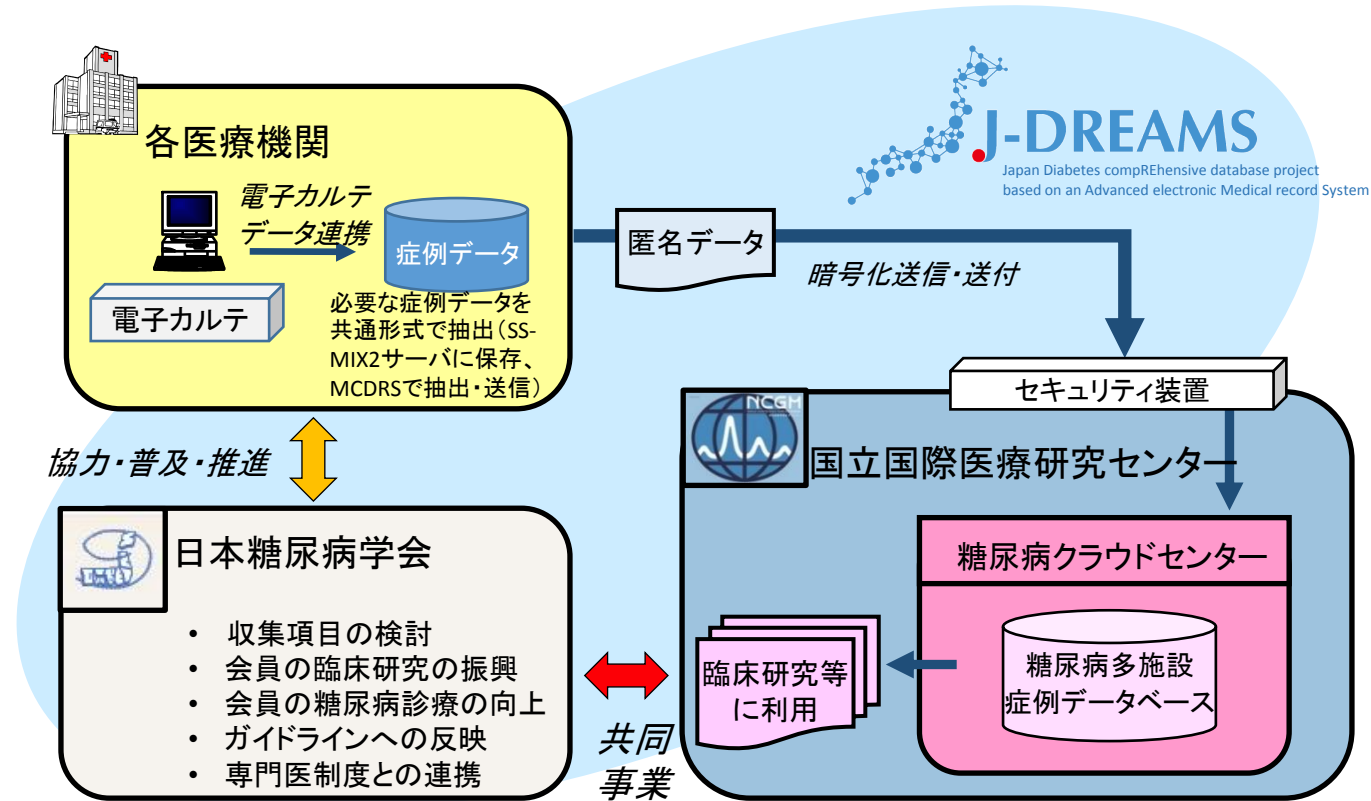 J-DREAMS
Japan Diabetes compREhensive database project
based on an Advanced electronic Medical record System
各医療機関
電子カルテ
データ連携
症例データ
電子カルテ
必要な症例データを
共通形式で抽出（SS-
MIX2サーバに保存、
MCDRSで抽出・送信）
匿名データ
暗号化送信・送付
セキュリティ装置
協力・普及・推進
NCGM
国立国際医療研究センター
日本糖尿病学会
• 収集項目の検討
• 会員の臨床研究の振興
• 会員の糖尿病診療の向上
• ガイドラインへの反映
• 専門医制度との連携
共同
事業
臨床研究等
に利用
糖尿病クラウドセンター
糖尿病多施設
症例データベース